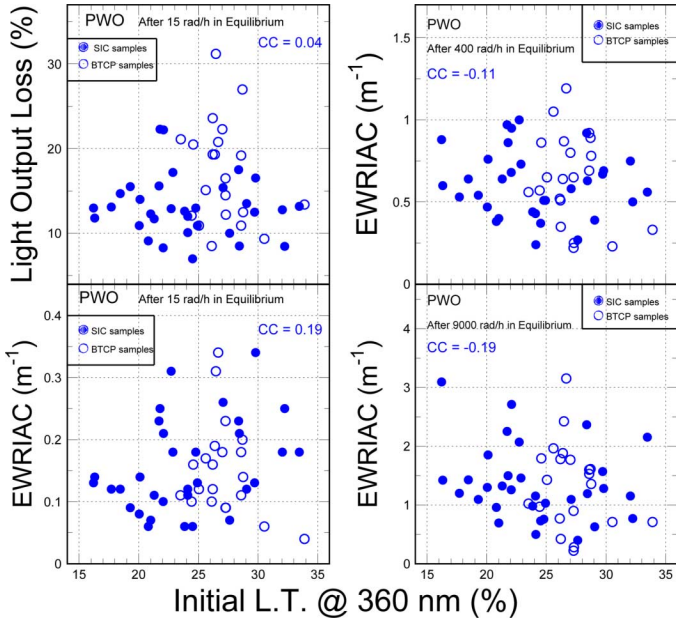 PWO After 15 rad/h in Equilibrium
SIC samples
BTCP samples
CC = 0.04
Light Output Loss (%)
30
20
10
PWO
After 400 rad/h in Equilibrium
SIC samples
BTCP samples
CC = -0.11
EWRIAC (m-1)
1.5
1
0.5
0
PWO After 15 rad/h in Equilibrium
SIC samples
BTCP samples
CC = 0.19
EWRIAC (m-1)
0.4
0.3
0.2
0.1
0
15 20 25 30 35
PWO
After 9000 rad/h in Equilibrium
SIC samples
BTCP samples
CC = -0.19
EWRIAC (m-1)
4
3
2
1
0
15 20 25 30 35
Initial L.T. @ 360 nm (%)